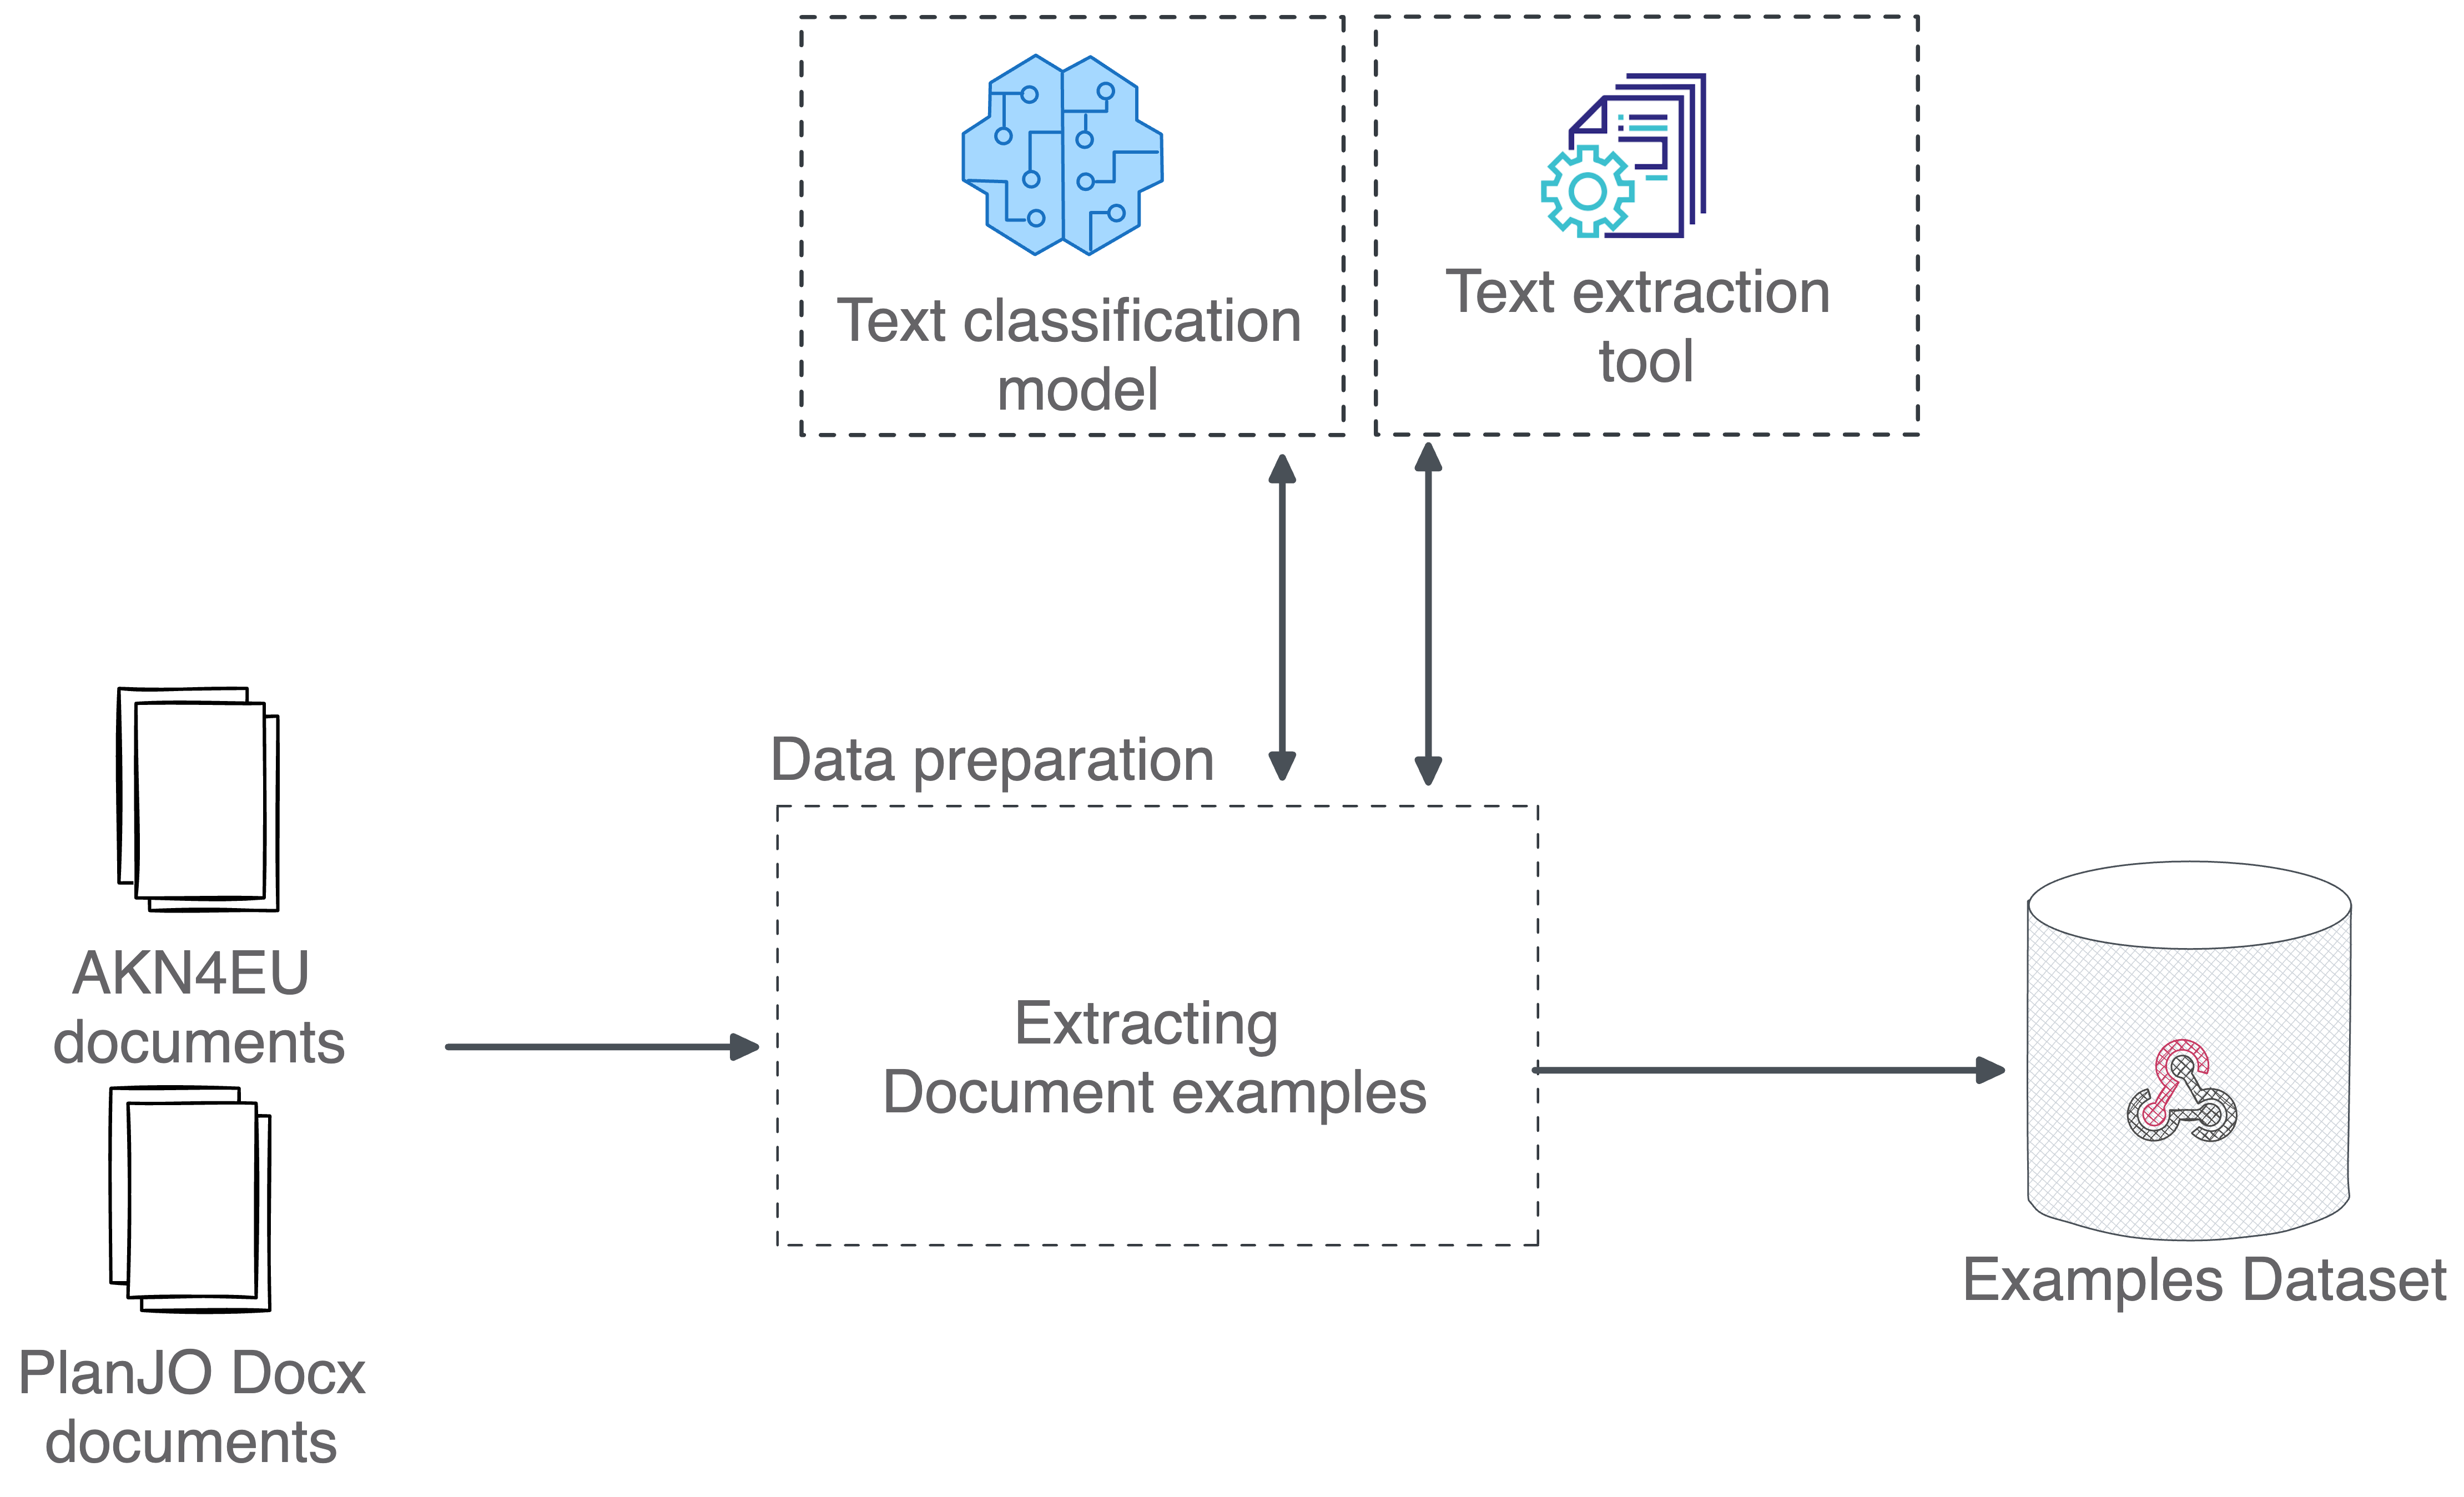 Text classification
model
Text extraction
tool
Data preparation
AKN4EU
documents
Extracting
Document examples
PlanJO Docx
documents
Examples Dataset